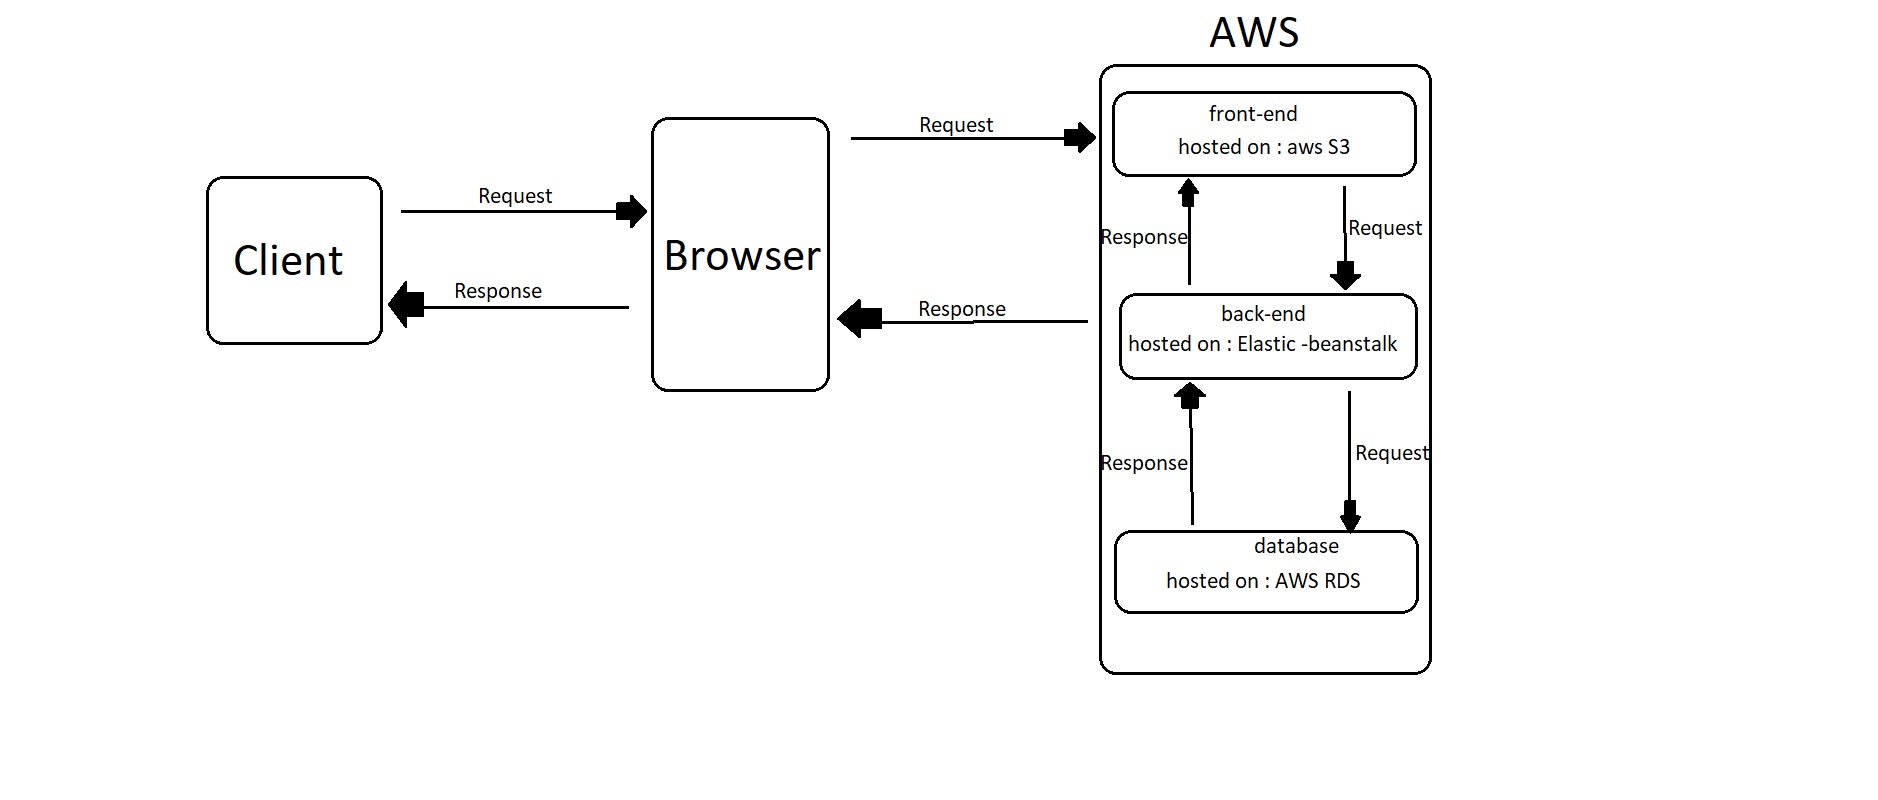 AWS
Client
Request
Response
Browser
Request
Response
front-end
hosted on : aws S3
Response
Request
back-end
hosted on : Elastic -beanstalk
Response
Request
database
hosted on : AWS RDS